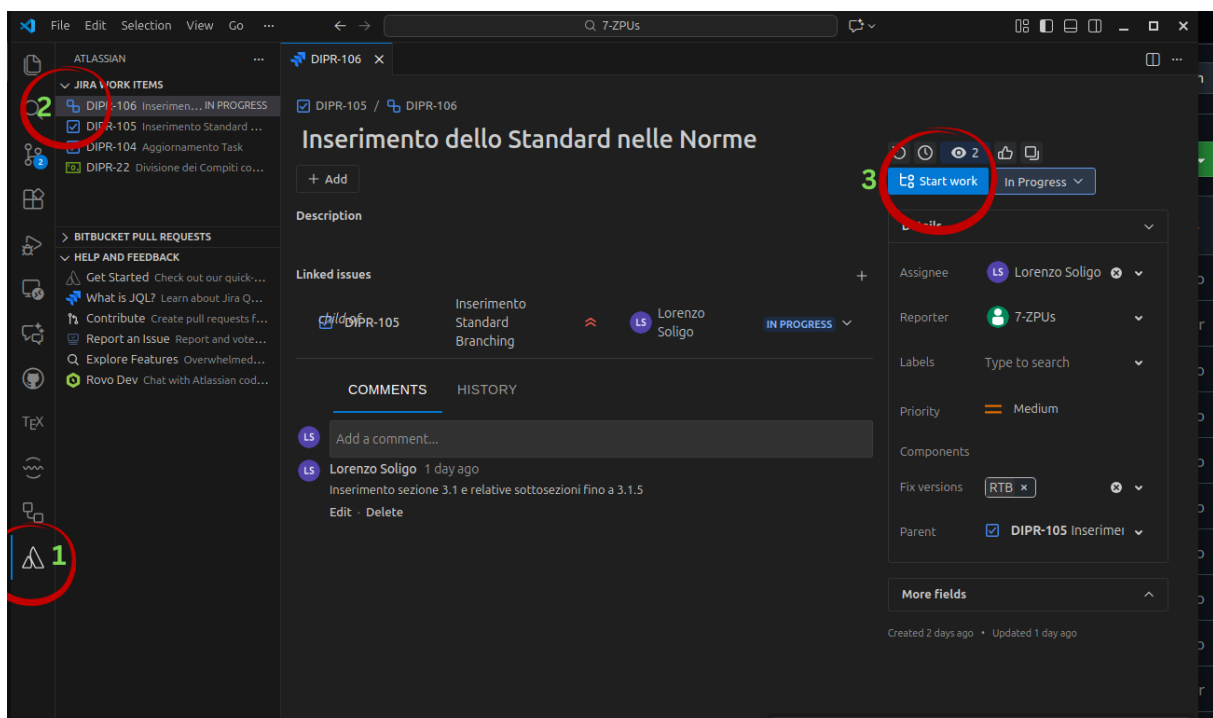 File Edit Selection View Go ···
7-ZPUs
ATLASSIAN ···
JIRA WORK ITEMS
DIPR-106 Inserimen... IN PROGRESS
DIPR-105 Inserimento Standard ...
DIPR-104 Aggiornamento Task
DIPR-22 Divisione dei Compiti co...
BITBUCKET PULL REQUESTS
HELP AND FEEDBACK
Get Started Check out our quick-...
What is JQL? Learn about Jira Q...
Contribute Create pull requests f...
Report an Issue Report and vote...
Explore Features Overwhelmed...
Rovo Dev Chat with Atlassian cod...
2
2
TEX
1
DIPR-106 ×
DIPR-105 / DIPR-106
Inserimento dello Standard nelle Norme
+ Add
Description
Linked issues +
child of
DIPR-105
Inserimento
Standard
Branching
LS
Lorenzo
Soligo
IN PROGRESS
COMMENTS HISTORY
LS Add a comment...
LS Lorenzo Soligo 1 day ago
Inserimento sezione 3.1 e relative sottosezioni fino a 3.1.5
Edit · Delete
2
3 Start work In Progress
Details
Assignee LS Lorenzo Soligo
Reporter 7-ZPUs
Labels Type to search
Priority Medium
Components
Fix versions RTB ×
Parent DIPR-105 Inserimer
More fields
Created 2 days ago • Updated 1 day ago